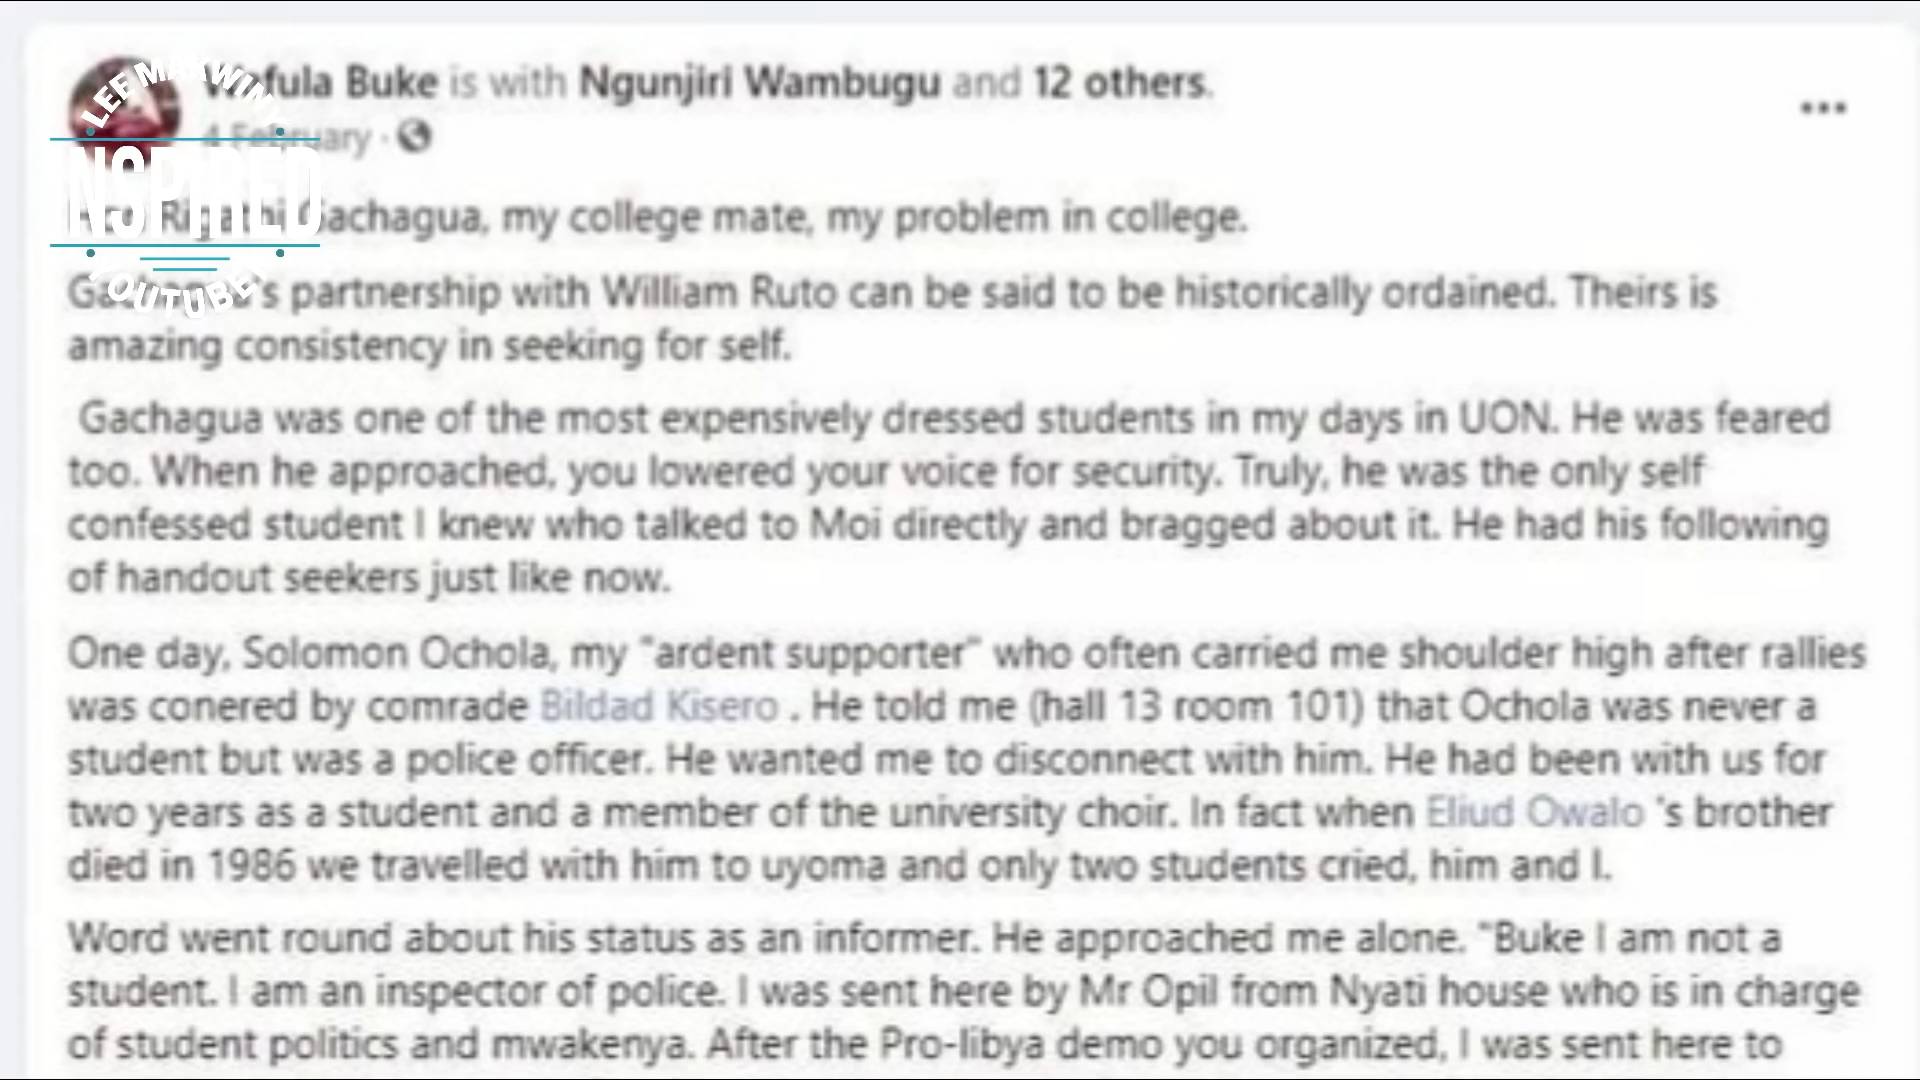 LEE MAXWIN
INSPIRED
YOUTUBE
Wafula Buke is with Ngunjiri Wambugu and 12 others.
4 February ·
Rigathi Gachagua, my college mate, my problem in college.
Gachagua's partnership with William Ruto can be said to be historically ordained. Theirs is
amazing consistency in seeking for self.
Gachagua was one of the most expensively dressed students in my days in UON. He was feared
too. When he approached, you lowered your voice for security. Truly, he was the only self
confessed student I knew who talked to Moi directly and bragged about it. He had his following
of handout seekers just like now.
One day, Solomon Ochola, my "ardent supporter" who often carried me shoulder high after rallies
was conered by comrade Bildad Kisero . He told me (hall 13 room 101) that Ochola was never a
student but was a police officer. He wanted me to disconnect with him. He had been with us for
two years as a student and a member of the university choir. In fact when Eliud Owalo 's brother
died in 1986 we travelled with him to uyoma and only two students cried, him and I.
Word went round about his status as an informer. He approached me alone. "Buke I am not a
student. I am an inspector of police. I was sent here by Mr Opil from Nyati house who is in charge
of student politics and mwakenya. After the Pro-libya demo you organized, I was sent here to